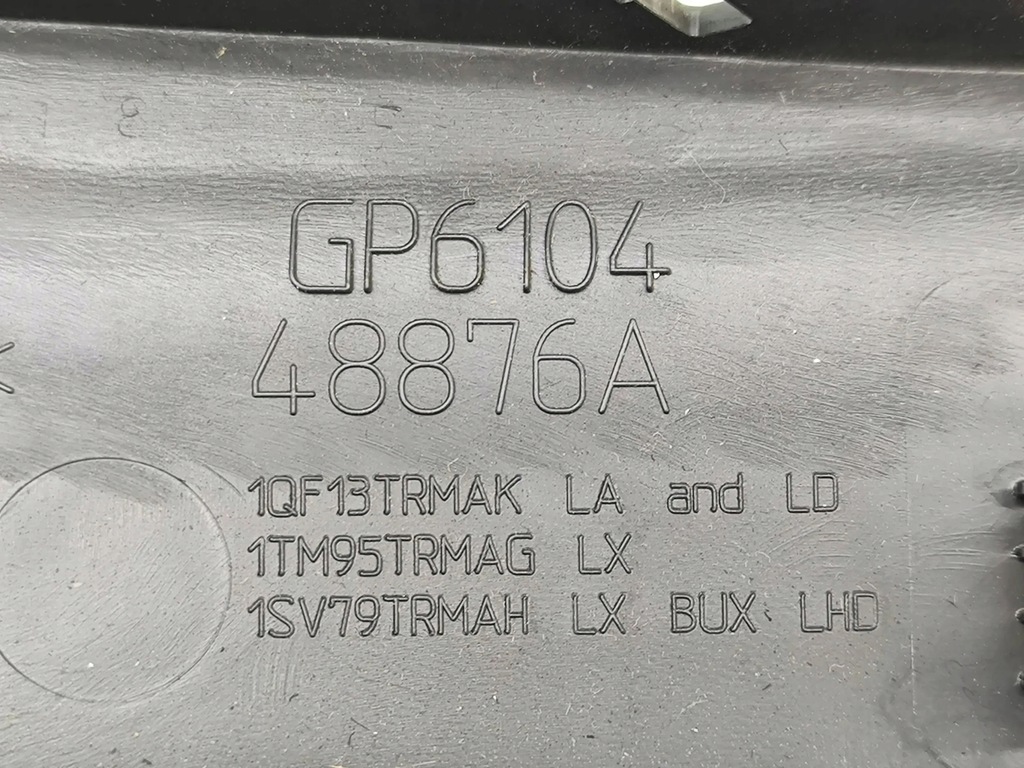 GP6104
48876A
1QF13TRMAK LA and LD
1TM95TRMAG LX
1SV79TRMAH LX BUX LHD